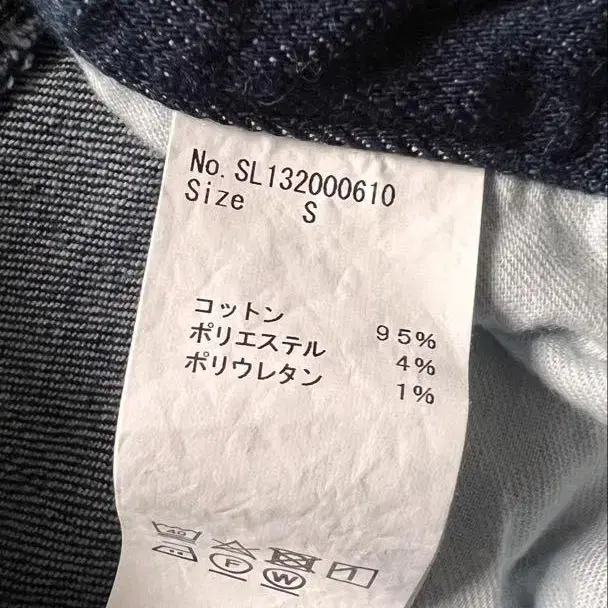 No. SL132000610
Size S
コットン 95%
ポリエステル 4%
ポリウレタン 1%
40
F W